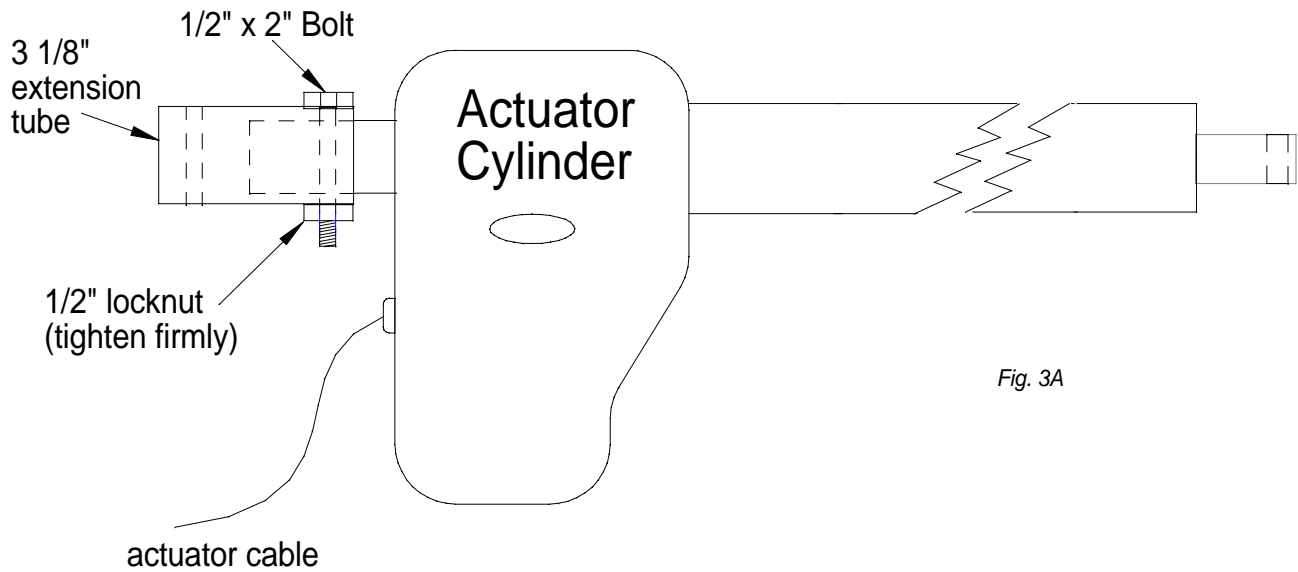 1/2" x 2" Bolt
3 1/8"
extension
tube
Actuator
Cylinder
1/2" locknut
(tighten firmly)
Fig. 3A
actuator cable